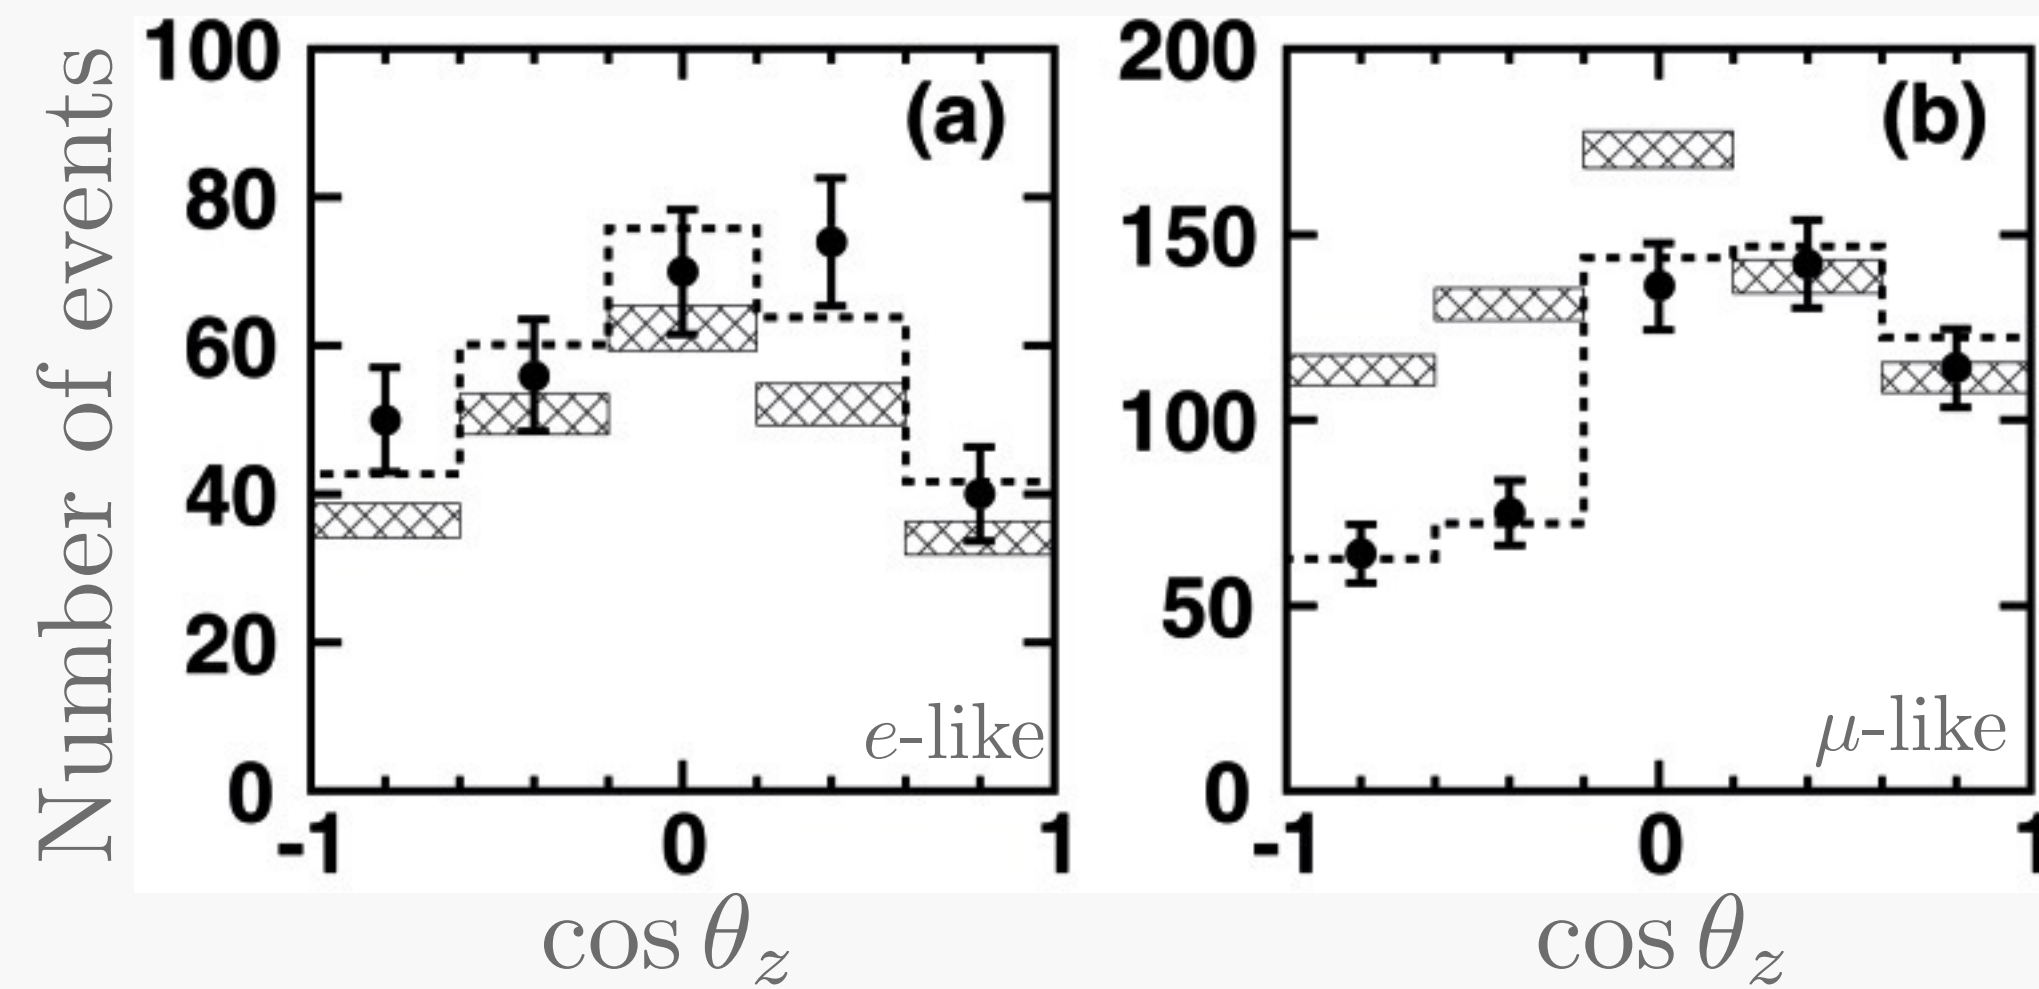 Number of events
100
80
60
40
20
0
-1 0 1
(a)
e-like
cos θz
200
150
100
50
0
-1 0 1
(b)
μ-like
cos θz